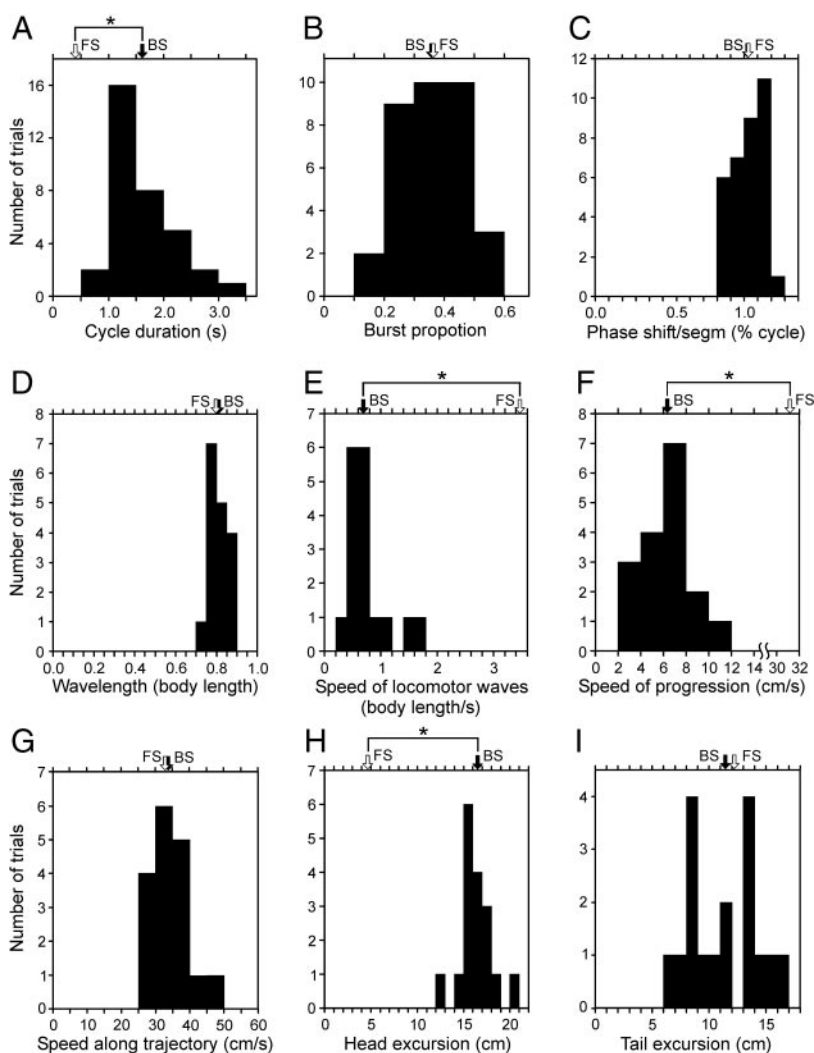 A
*
FS
BS
Number of trials
16
12
8
4
0
0.0 1.0 2.0 3.0
Cycle duration (s)
B
BS FS
10
8
6
4
2
0
0.0 0.2 0.4 0.6
Burst propotion
C
BS FS
12
10
8
6
4
2
0
0.0 0.5 1.0
Phase shift/segm (% cycle)
D
FS BS
Number of trials
8
7
6
5
4
3
2
1
0
0.0 0.2 0.4 0.6 0.8 1.0
Wavelength (body length)
E
*
BS
FS
7
6
5
4
3
2
1
0
0 1 2 3
Speed of locomotor waves
(body length/s)
F
*
BS
FS
8
7
6
5
4
3
2
1
0
0 2 4 6 8 10 12 14 30 32
Speed of progression (cm/s)
G
FS BS
Number of trials
7
6
5
4
3
2
1
0
0 10 20 30 40 50 60
Speed along trajectory (cm/s)
H
*
FS
BS
7
6
5
4
3
2
1
0
0 5 10 15 20
Head excursion (cm)
I
BS FS
4
3
2
1
0
0 5 10 15
Tail excursion (cm)